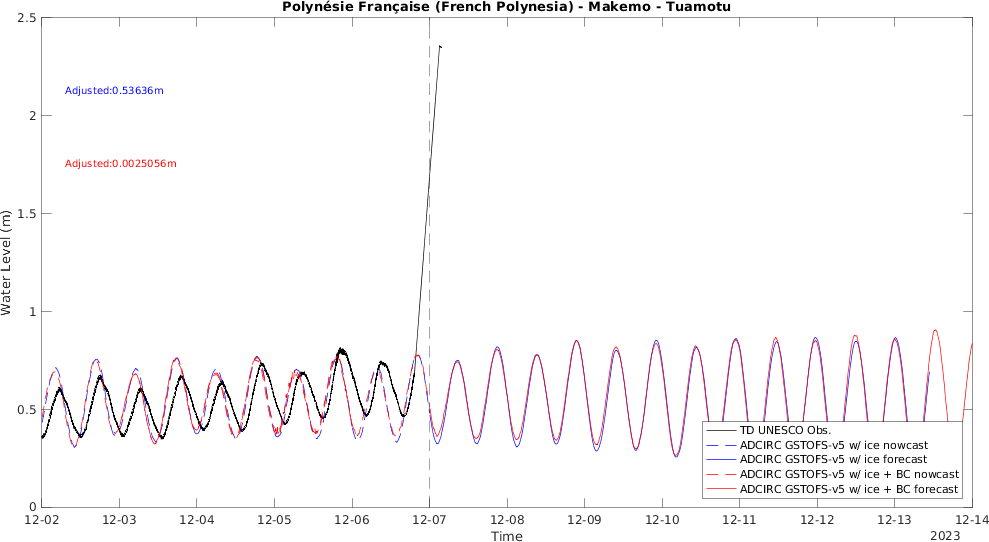 Polynésie Française (French Polynesia) - Makemo - Tuamotu
2.5
2
1.5
1
0.5
0
Water Level (m)
Adjusted:0.53636m
Adjusted:0.0025056m
TD UNESCO Obs.
ADCIRC GSTOFS-v5 w/ ice nowcast
ADCIRC GSTOFS-v5 w/ ice forecast
ADCIRC GSTOFS-v5 w/ ice + BC nowcast
ADCIRC GSTOFS-v5 w/ ice + BC forecast
12-02 12-03 12-04 12-05 12-06 12-07 12-08 12-09 12-10 12-11 12-12 12-13 12-14
Time
2023